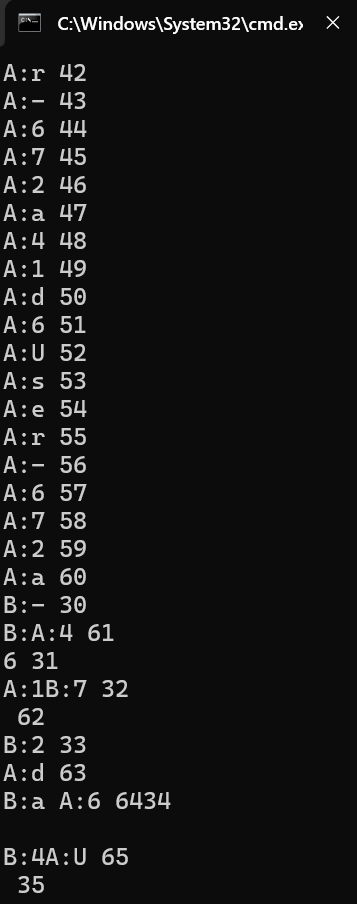 C:\Windows\System32\cmd.ex
A:r 42
A:- 43
A:6 44
A:7 45
A:2 46
A:a 47
A:4 48
A:1 49
A:d 50
A:6 51
A:U 52
A:s 53
A:e 54
A:r 55
A:- 56
A:6 57
A:7 58
A:2 59
A:a 60
B:- 30
B:A:4 61
6 31
A:1B:7 32
 62
B:2 33
A:d 63
B:a A:6 6434

B:4A:U 65
 35